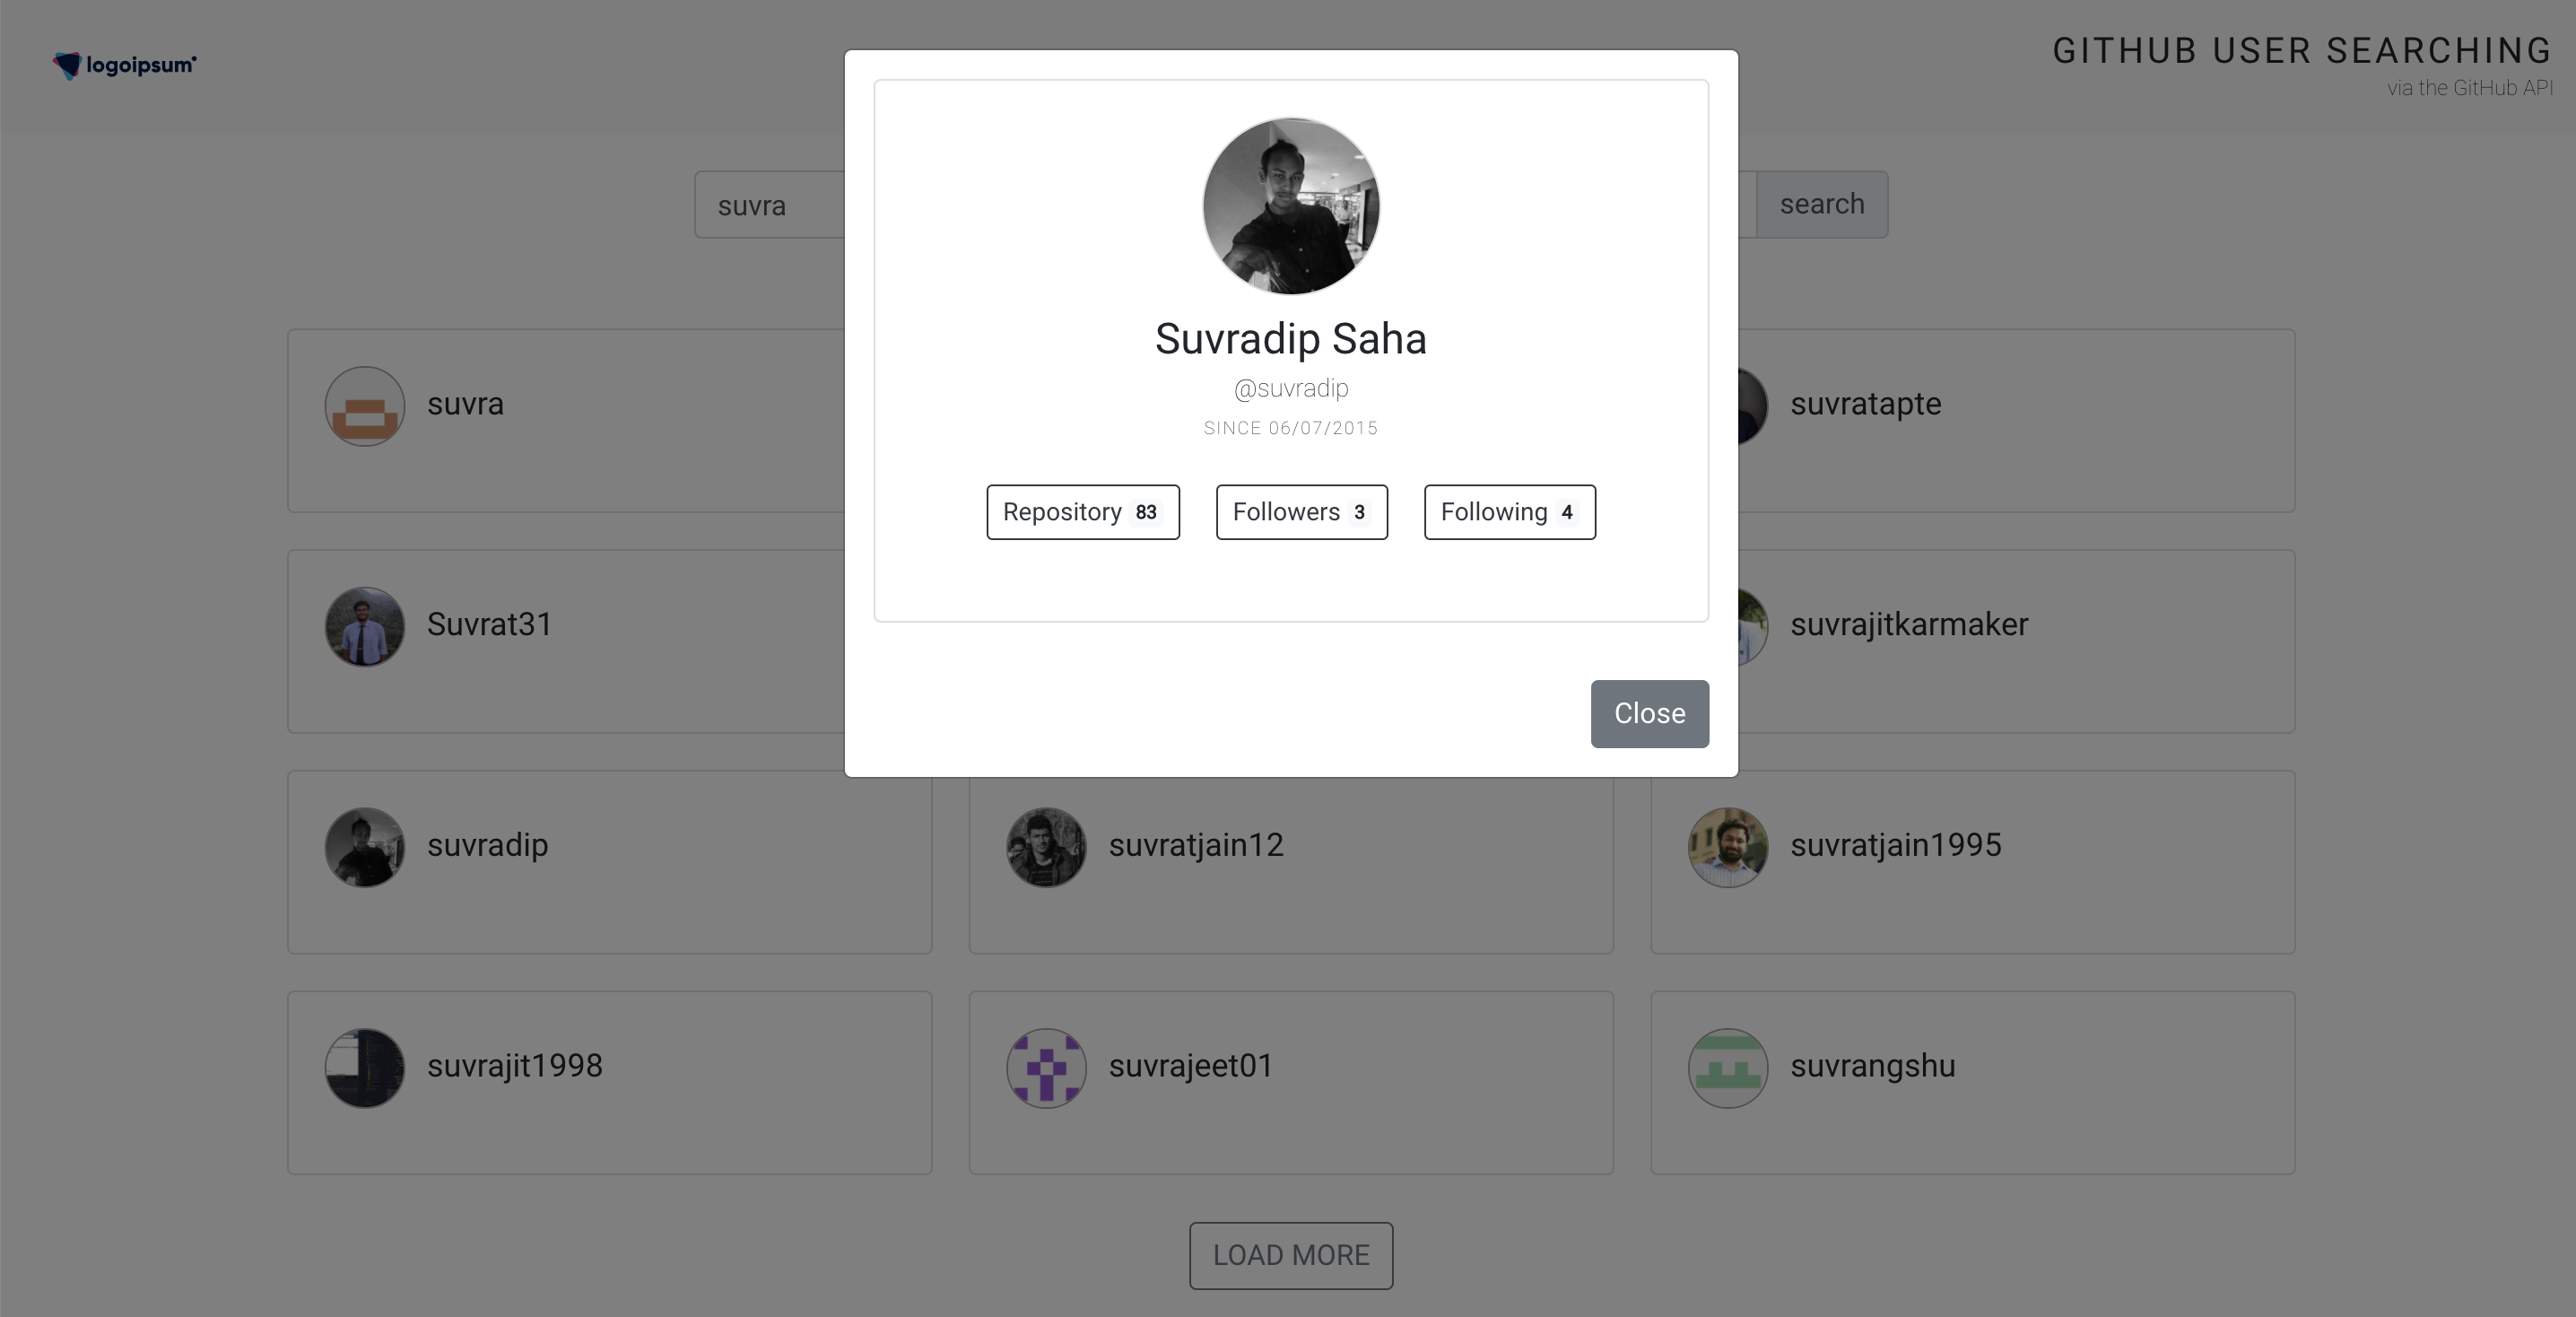 logoipsum
GITHUB USER SEARCHING
via the GitHub API
suvra
search
Suvradip Saha
@suvradip
SINCE 06/07/2015
Repository 83
Followers 3
Following 4
Close
suvra
suvratapte
Suvrat31
suvrajitkarmaker
suvradip
suvratjain12
suvratjain1995
suvrajit1998
suvrajeet01
suvrangshu
LOAD MORE